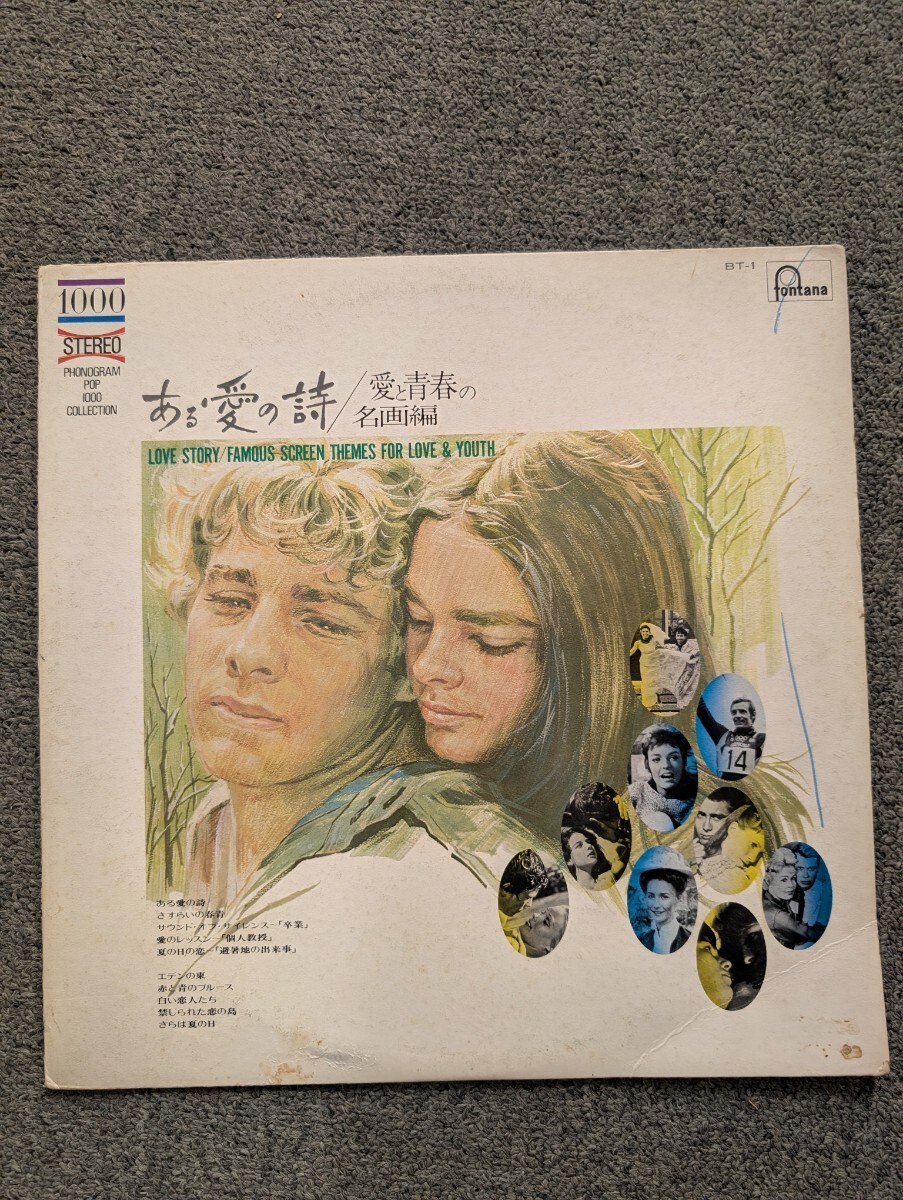 BT-1
fontana
1000
STEREO
PHONOGRAM
POP
1000
COLLECTION
ある愛の詩/愛と青春の
名画編
LOVE STORY/FAMOUS SCREEN THEMES FOR LOVE & YOUTH
14
ある愛の詩
さすらいの青春
サウンド・オブ・サイレンス-「卒業」
愛のレッスン-「個人教授」
夏の日の恋-「避暑地の出来事」
エデンの東
赤と青のブルース
白い恋人たち
禁じられた恋の島
さらば夏の日